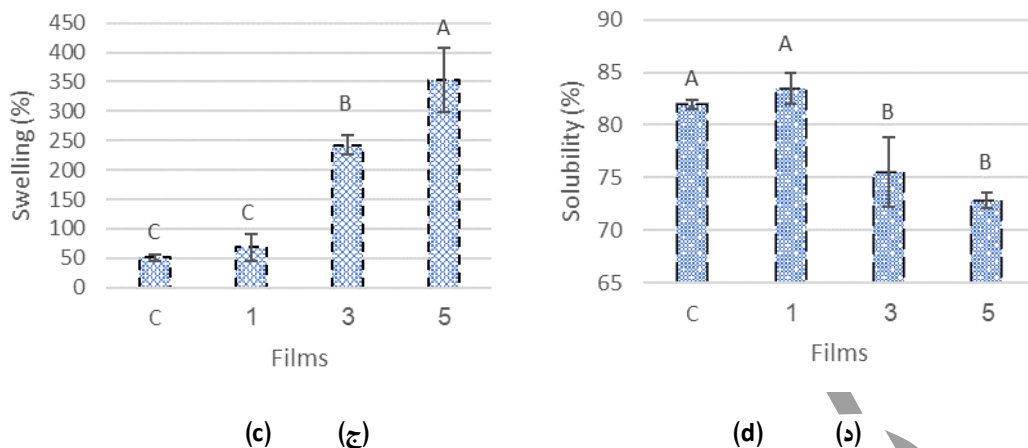 Swelling (%)
450
400
350
300
250
200
150
100
50
0
C
C
B
A
C 1 3 5
Films
(c) (ج)
Solubility (%)
90
85
80
75
70
65
A
A
B
B
C 1 3 5
Films
(d) (د)